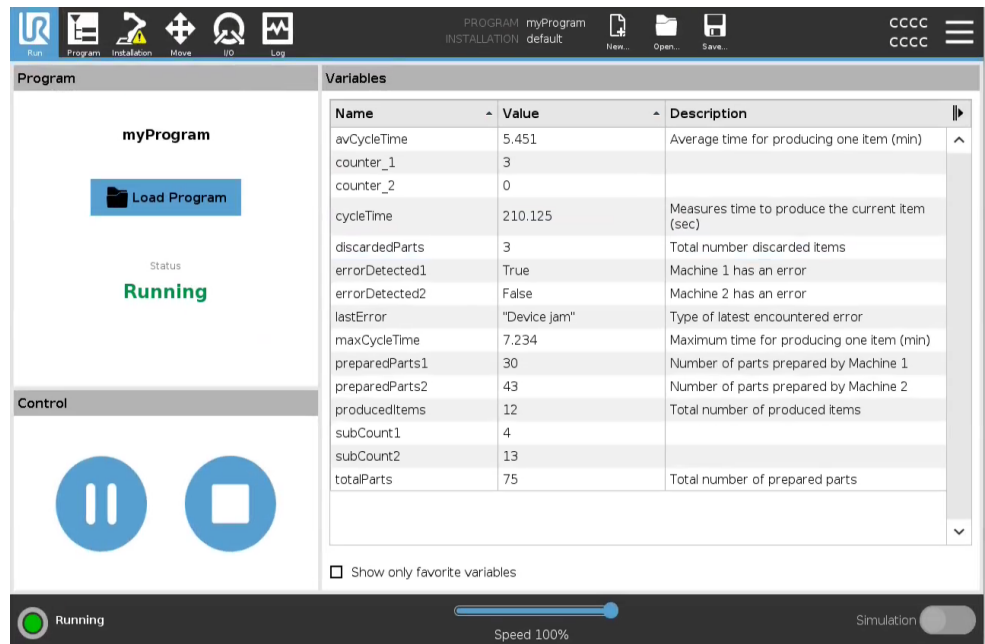 PROGRAM myProgram
INSTALLATION default
CCCC
CCCC
Run Program Installation Move I/O Log New... Open... Save...
Program
myProgram
Load Program
Status
Running
Control
Variables
Name Value Description
avCycleTime 5.451 Average time for producing one item (min)
counter_1 3
counter_2 0
cycleTime 210.125 Measures time to produce the current item
(sec)
discardedParts 3 Total number discarded items
errorDetected1 True Machine 1 has an error
errorDetected2 False Machine 2 has an error
lastError "Device jam" Type of latest encountered error
maxCycleTime 7.234 Maximum time for producing one item (min)
preparedParts1 30 Number of parts prepared by Machine 1
preparedParts2 43 Number of parts prepared by Machine 2
producedItems 12 Total number of produced items
subCount1 4
subCount2 13
totalParts 75 Total number of prepared parts
Show only favorite variables
Running
Speed 100%
Simulation